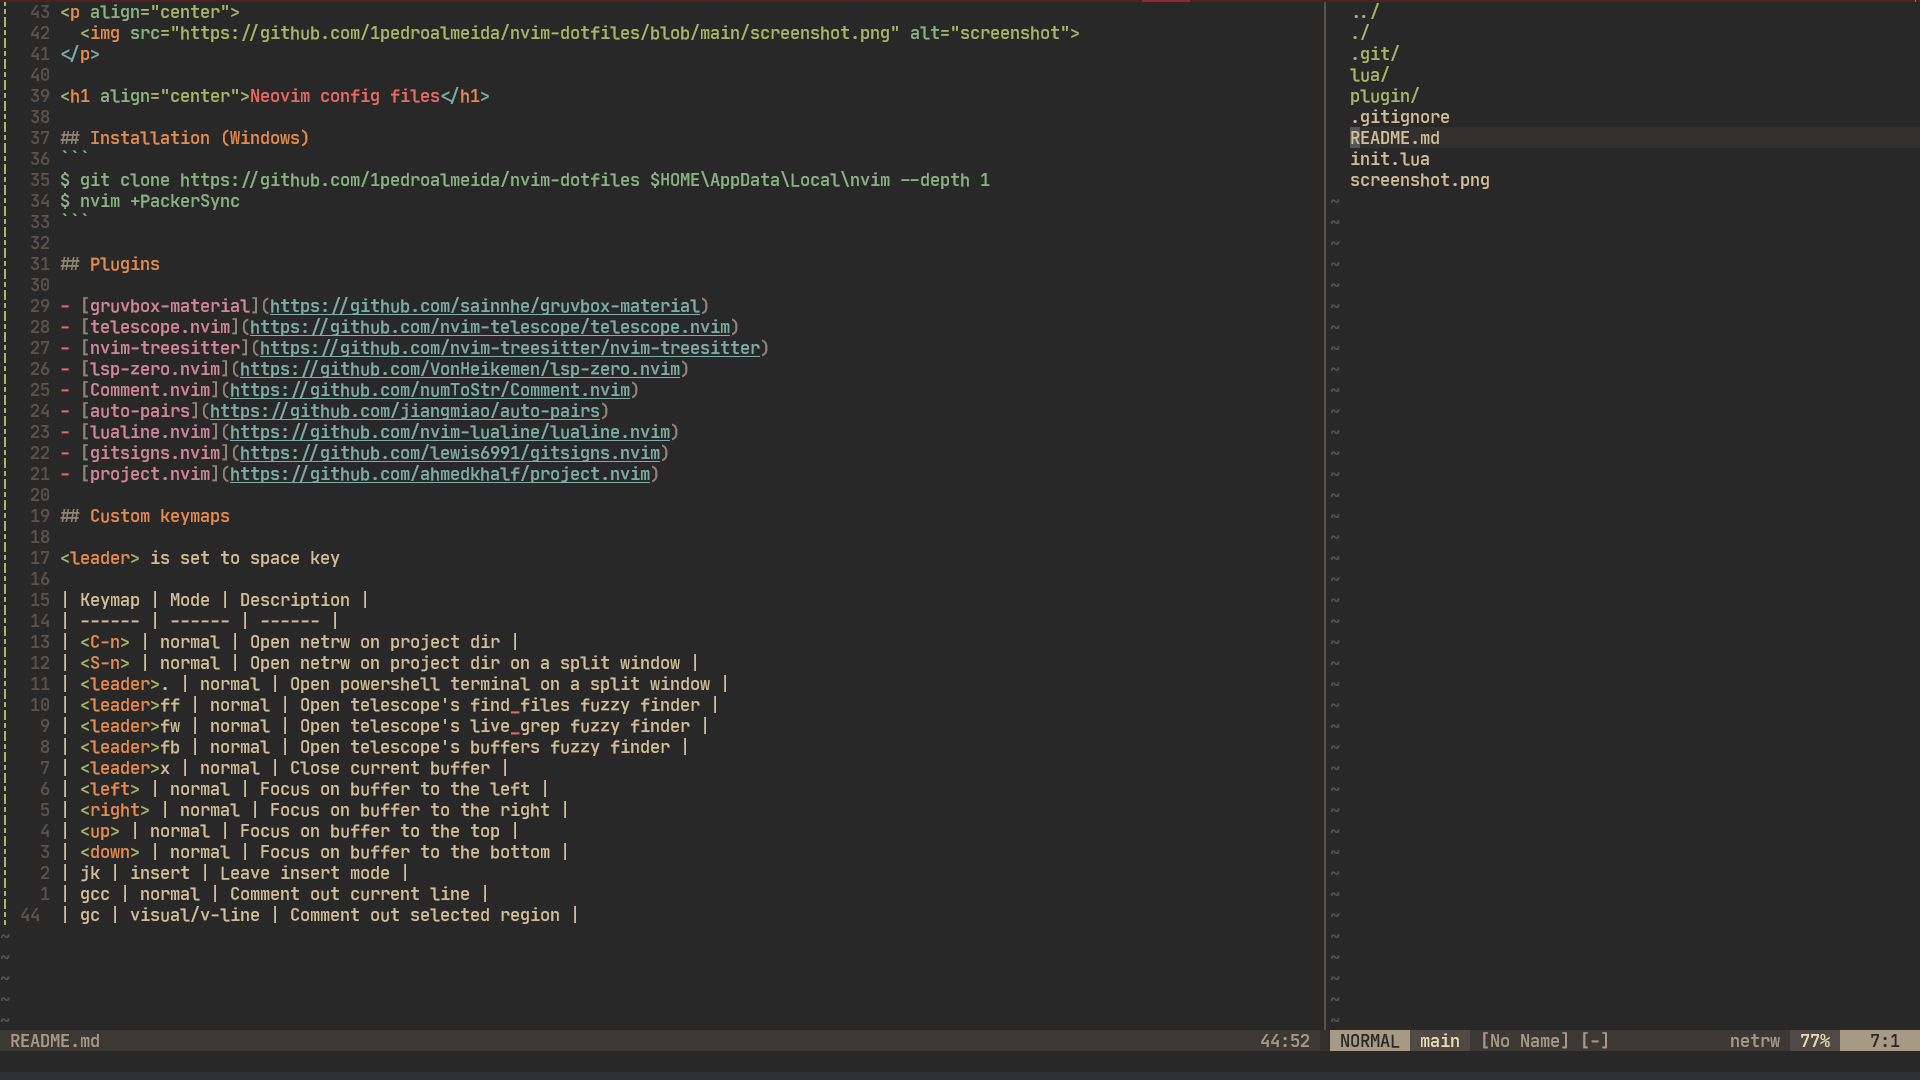 43 <p align="center">
42   <img src="https://github.com/1pedroalmeida/nvim-dotfiles/blob/main/screenshot.png" alt="screenshot">
41 </p>
40
39 <h1 align="center">Neovim config files</h1>
38
37 ## Installation (Windows)
36 ```
35 $ git clone https://github.com/1pedroalmeida/nvim-dotfiles $HOME\AppData\Local\nvim --depth 1
34 $ nvim +PackerSync
33 ```
32
31 ## Plugins
30
29 - [gruvbox-material](https://github.com/sainnhe/gruvbox-material)
28 - [telescope.nvim](https://github.com/nvim-telescope/telescope.nvim)
27 - [nvim-treesitter](https://github.com/nvim-treesitter/nvim-treesitter)
26 - [lsp-zero.nvim](https://github.com/VonHeikemen/lsp-zero.nvim)
25 - [Comment.nvim](https://github.com/numToStr/Comment.nvim)
24 - [auto-pairs](https://github.com/jiangmiao/auto-pairs)
23 - [lualine.nvim](https://github.com/nvim-lualine/lualine.nvim)
22 - [gitsigns.nvim](https://github.com/lewis6991/gitsigns.nvim)
21 - [project.nvim](https://github.com/ahmedkhalf/project.nvim)
20
19 ## Custom keymaps
18
17 <leader> is set to space key
16
15 | Keymap | Mode | Description |
14 | ------ | ------ | ------ |
13 | <C-n> | normal | Open netrw on project dir |
12 | <S-n> | normal | Open netrw on project dir on a split window |
11 | <leader>. | normal | Open powershell terminal on a split window |
10 | <leader>ff | normal | Open telescope's find_files fuzzy finder |
9 | <leader>fw | normal | Open telescope's live_grep fuzzy finder |
8 | <leader>fb | normal | Open telescope's buffers fuzzy finder |
7 | <leader>x | normal | Close current buffer |
6 | <left> | normal | Focus on buffer to the left |
5 | <right> | normal | Focus on buffer to the right |
4 | <up> | normal | Focus on buffer to the top |
3 | <down> | normal | Focus on buffer to the bottom |
2 | jk | insert | Leave insert mode |
1 | gcc | normal | Comment out current line |
44 | gc | visual/v-line | Comment out selected region |
README.md 44:52
../
./
.git/
lua/
plugin/
.gitignore
README.md
init.lua
screenshot.png
NORMAL main [No Name] [-] netrw 77% 7:1